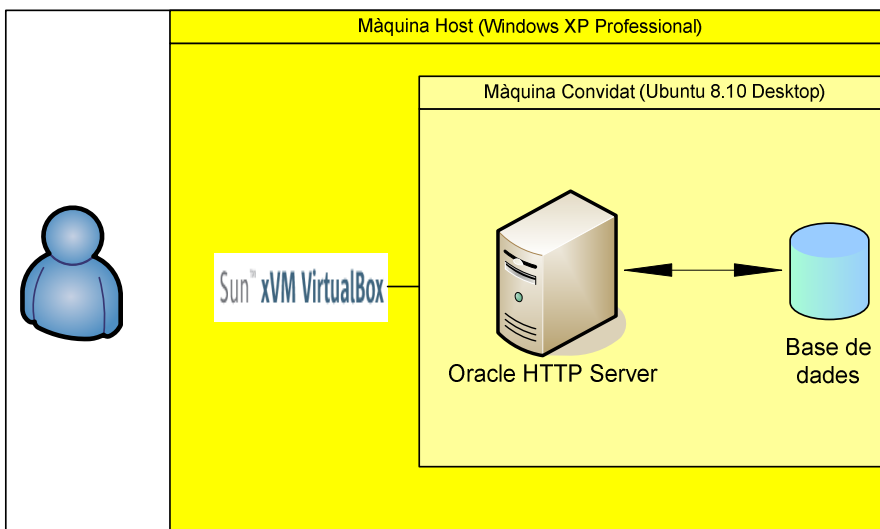 Màquina Host (Windows XP Professional)
Màquina Convidat (Ubuntu 8.10 Desktop)
Sun™ xVM VirtualBox
Oracle HTTP Server
Base de
dades